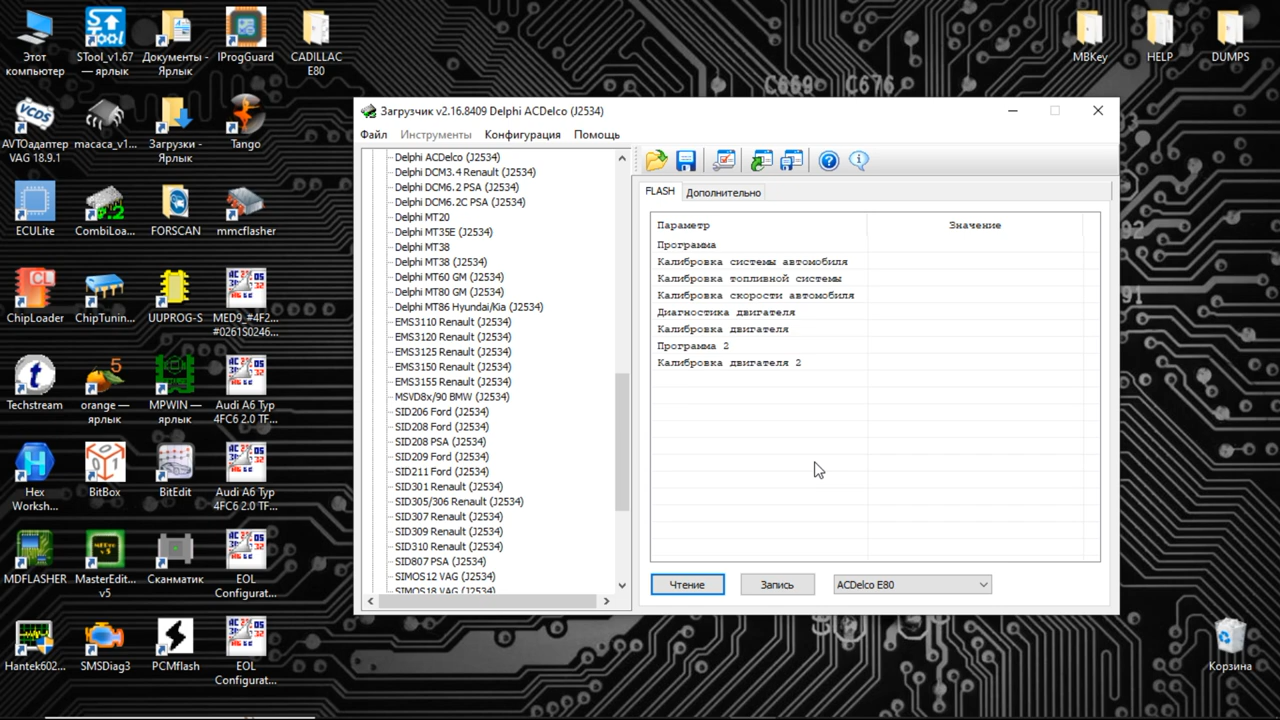 Этот
компьютер
STool_v1.67
— ярлык
Документы -
Ярлык
IProgGuard
CADILLAC
E80
MBKey
HELP
DUMPS
AVTOадаптер
VAG 18.9.1
macaca_v1...
Загрузки -
Ярлык
Tango
ECULite
CombiLoa...
FORSCAN
mmcflasher
ChipLoader
ChipTunin...
UUPROG-S
MED9_#4F2...
#0261S0246...
Techstream
orange —
ярлык
MPWIN —
ярлык
Audi A6 Typ
4FC6 2.0 TF...
Hex
Worksh...
BitBox
BitEdit
Audi A6 Typ
4FC6 2.0 TF...
MDFLASHER
MasterEdit...
v5
Сканматик
EOL
Configurat...
Hantek602...
SMSDiag3
PCMflash
EOL
Configurat...
Корзина
C669 C676
Загрузчик v2.16.8409 Delphi ACDelco (J2534)
Файл Инструменты Конфигурация Помощь
Delphi ACDelco (J2534)
Delphi DCM3.4 Renault (J2534)
Delphi DCM6.2 PSA (J2534)
Delphi DCM6.2C PSA (J2534)
Delphi MT20
Delphi MT35E (J2534)
Delphi MT38
Delphi MT38 (J2534)
Delphi MT60 GM (J2534)
Delphi MT80 GM (J2534)
Delphi MT86 Hyundai/Kia (J2534)
EMS3110 Renault (J2534)
EMS3120 Renault (J2534)
EMS3125 Renault (J2534)
EMS3150 Renault (J2534)
EMS3155 Renault (J2534)
MSVD8x/90 BMW (J2534)
SID206 Ford (J2534)
SID208 Ford (J2534)
SID208 PSA (J2534)
SID209 Ford (J2534)
SID211 Ford (J2534)
SID301 Renault (J2534)
SID305/306 Renault (J2534)
SID307 Renault (J2534)
SID309 Renault (J2534)
SID310 Renault (J2534)
SID807 PSA (J2534)
SIMOS12 VAG (J2534)
SIMOS18 VAG (J2534)
FLASH Дополнительно
Параметр Значение
Программа
Калибровка системы автомобиля
Калибровка топливной системы
Калибровка скорости автомобиля
Диагностика двигателя
Калибровка двигателя
Программа 2
Калибровка двигателя 2
Чтение Запись ACDelco E80